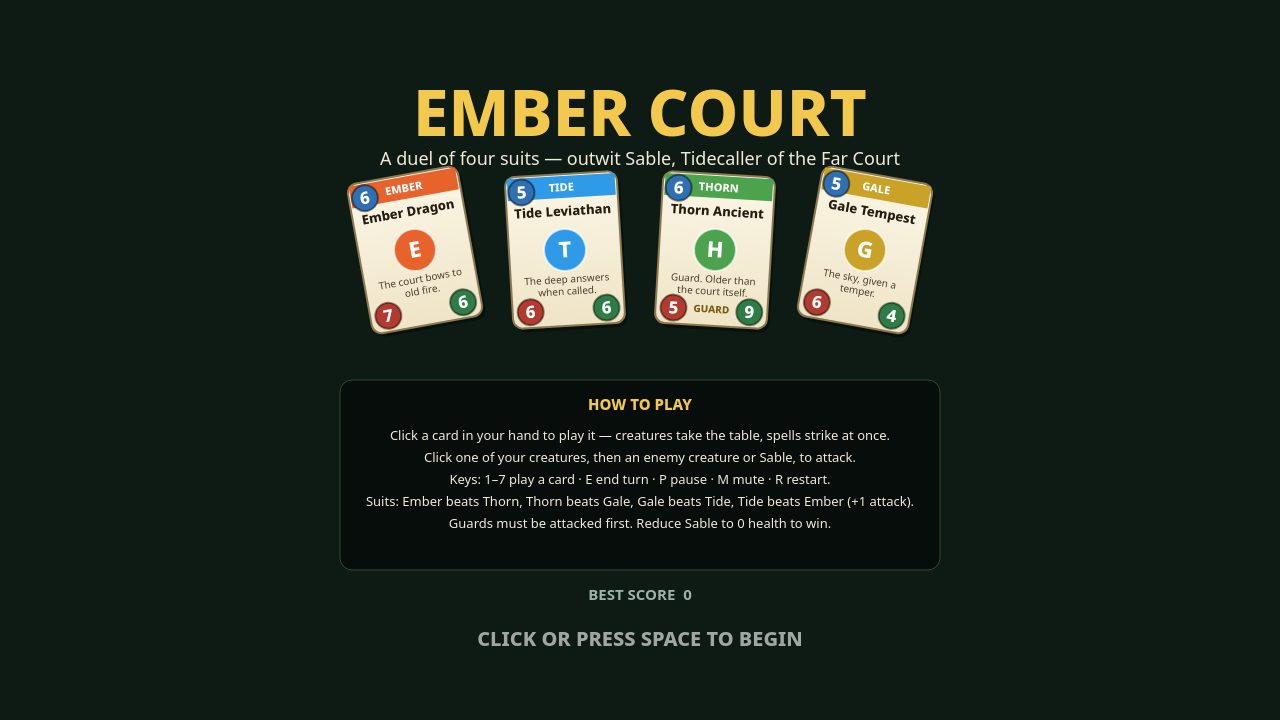 EMBER COURT
A duel of four suits — outwit Sable, Tidecaller of the Far Court
6 EMBER
Ember Dragon
E
The court bows to
old fire.
7 6
5 TIDE
Tide Leviathan
T
The deep answers
when called.
6 6
6 THORN
Thorn Ancient
H
Guard. Older than
the court itself.
5 GUARD 9
5 GALE
Gale Tempest
G
The sky, given a
temper.
6 4
HOW TO PLAY
Click a card in your hand to play it — creatures take the table, spells strike at once.
Click one of your creatures, then an enemy creature or Sable, to attack.
Keys: 1–7 play a card · E end turn · P pause · M mute · R restart.
Suits: Ember beats Thorn, Thorn beats Gale, Gale beats Tide, Tide beats Ember (+1 attack).
Guards must be attacked first. Reduce Sable to 0 health to win.
BEST SCORE 0
CLICK OR PRESS SPACE TO BEGIN